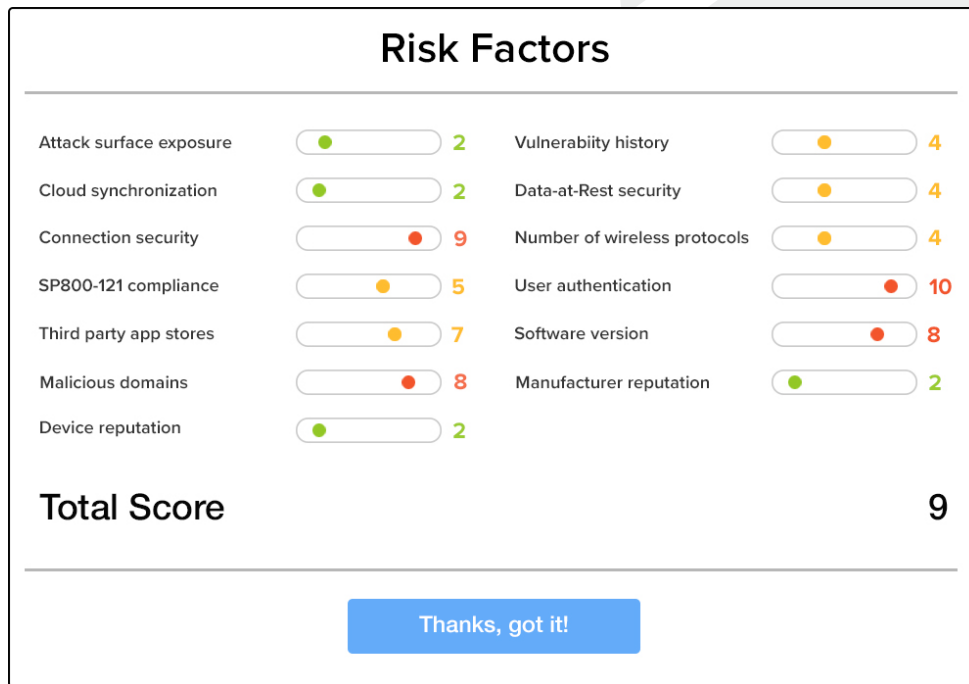 Risk Factors
Attack surface exposure 2
Cloud synchronization 2
Connection security 9
SP800-121 compliance 5
Third party app stores 7
Malicious domains 8
Device reputation 2
Vulnerabiity history 4
Data-at-Rest security 4
Number of wireless protocols 4
User authentication 10
Software version 8
Manufacturer reputation 2
Total Score 9
Thanks, got it!